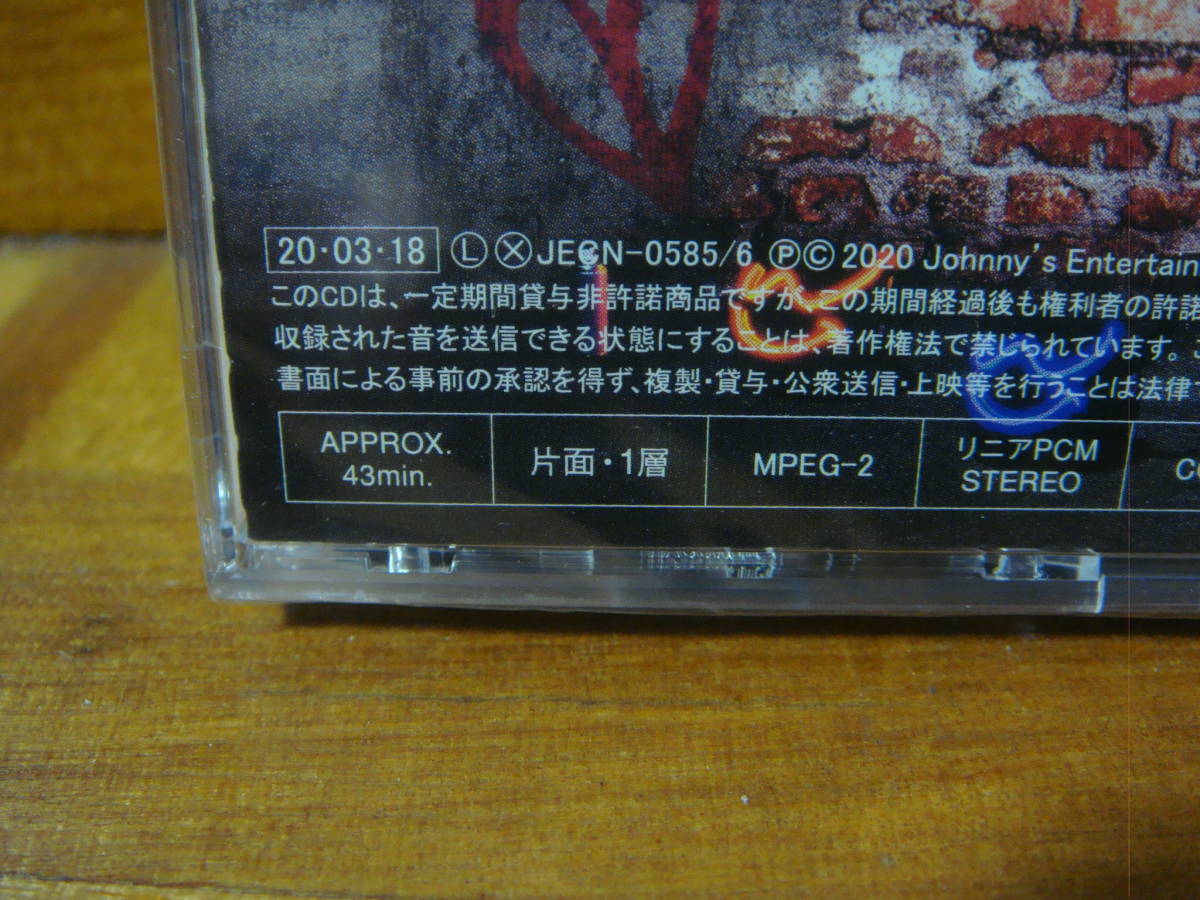 20・03・18 Ⓛ Ⓧ JECN-0585/6 Ⓟ© 2020 Johnny's Entertain
このCDは、一定期間貸与非許諾商品ですが、この期間経過後も権利者の許諾
収録された音を送信できる状態にすることは、著作権法で禁じられています。
書面による事前の承認を得ず、複製・貸与・公衆送信・上映等を行うことは法律
APPROX.
43min.
片面・1層
MPEG-2
リニアPCM
STEREO